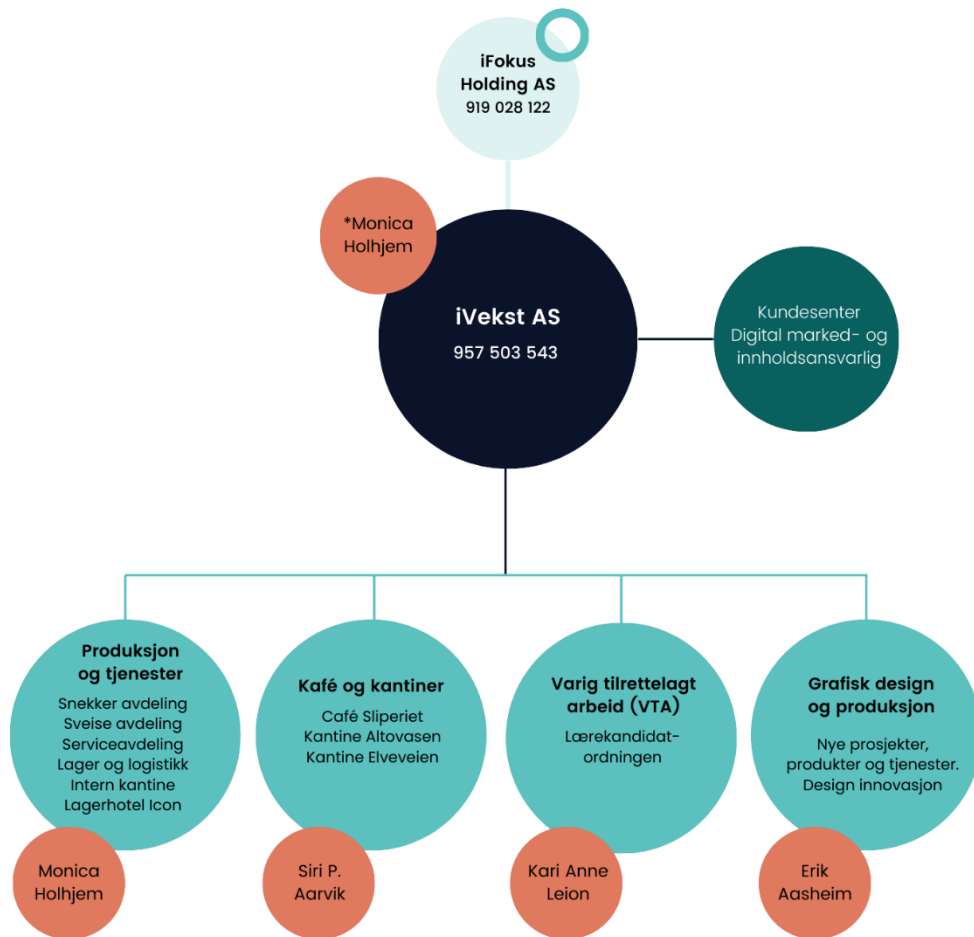 iFokus
Holding AS
919 028 122
*Monica
Holhjem
iVekst AS
957 503 543
Kundesenter
Digital marked- og
innholdsansvarlig
Produksjon
og tjenester
Snekker avdeling
Sveise avdeling
Serviceavdeling
Lager og logistikk
Intern kantine
Lagerhotel Icon
Monica
Holhjem
Kafé og kantiner
Café Sliperiet
Kantine Altovasen
Kantine Elveveien
Siri P.
Aarvik
Varig tilrettelagt
arbeid (VTA)
Lærekandidat-
ordningen
Kari Anne
Leion
Grafisk design
og produksjon
Nye prosjekter,
produkter og tjenester.
Design innovasjon
Erik
Aasheim